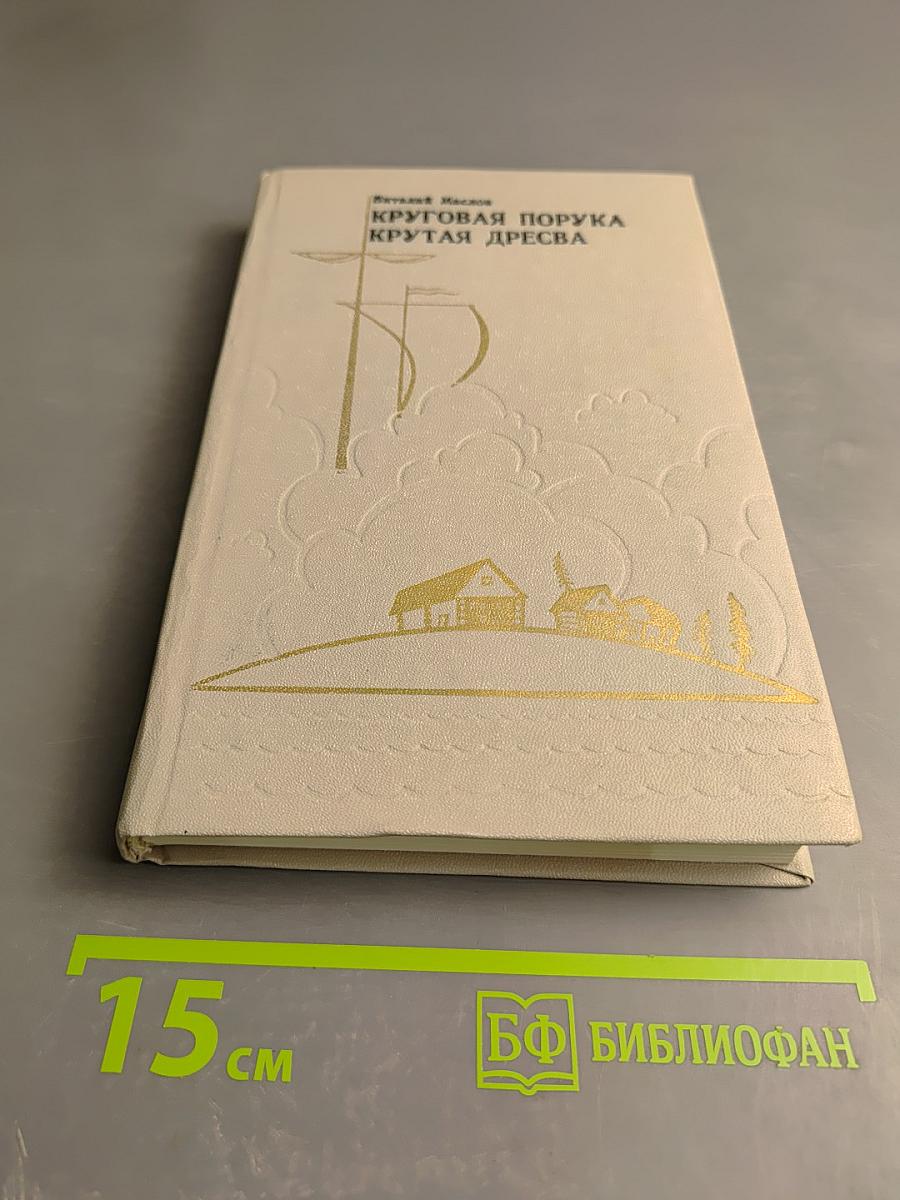 Виталий Маслов
КРУГОВАЯ ПОРУКА
КРУТАЯ ДРЕСВА
15 см
БФ БИБЛИОФАН